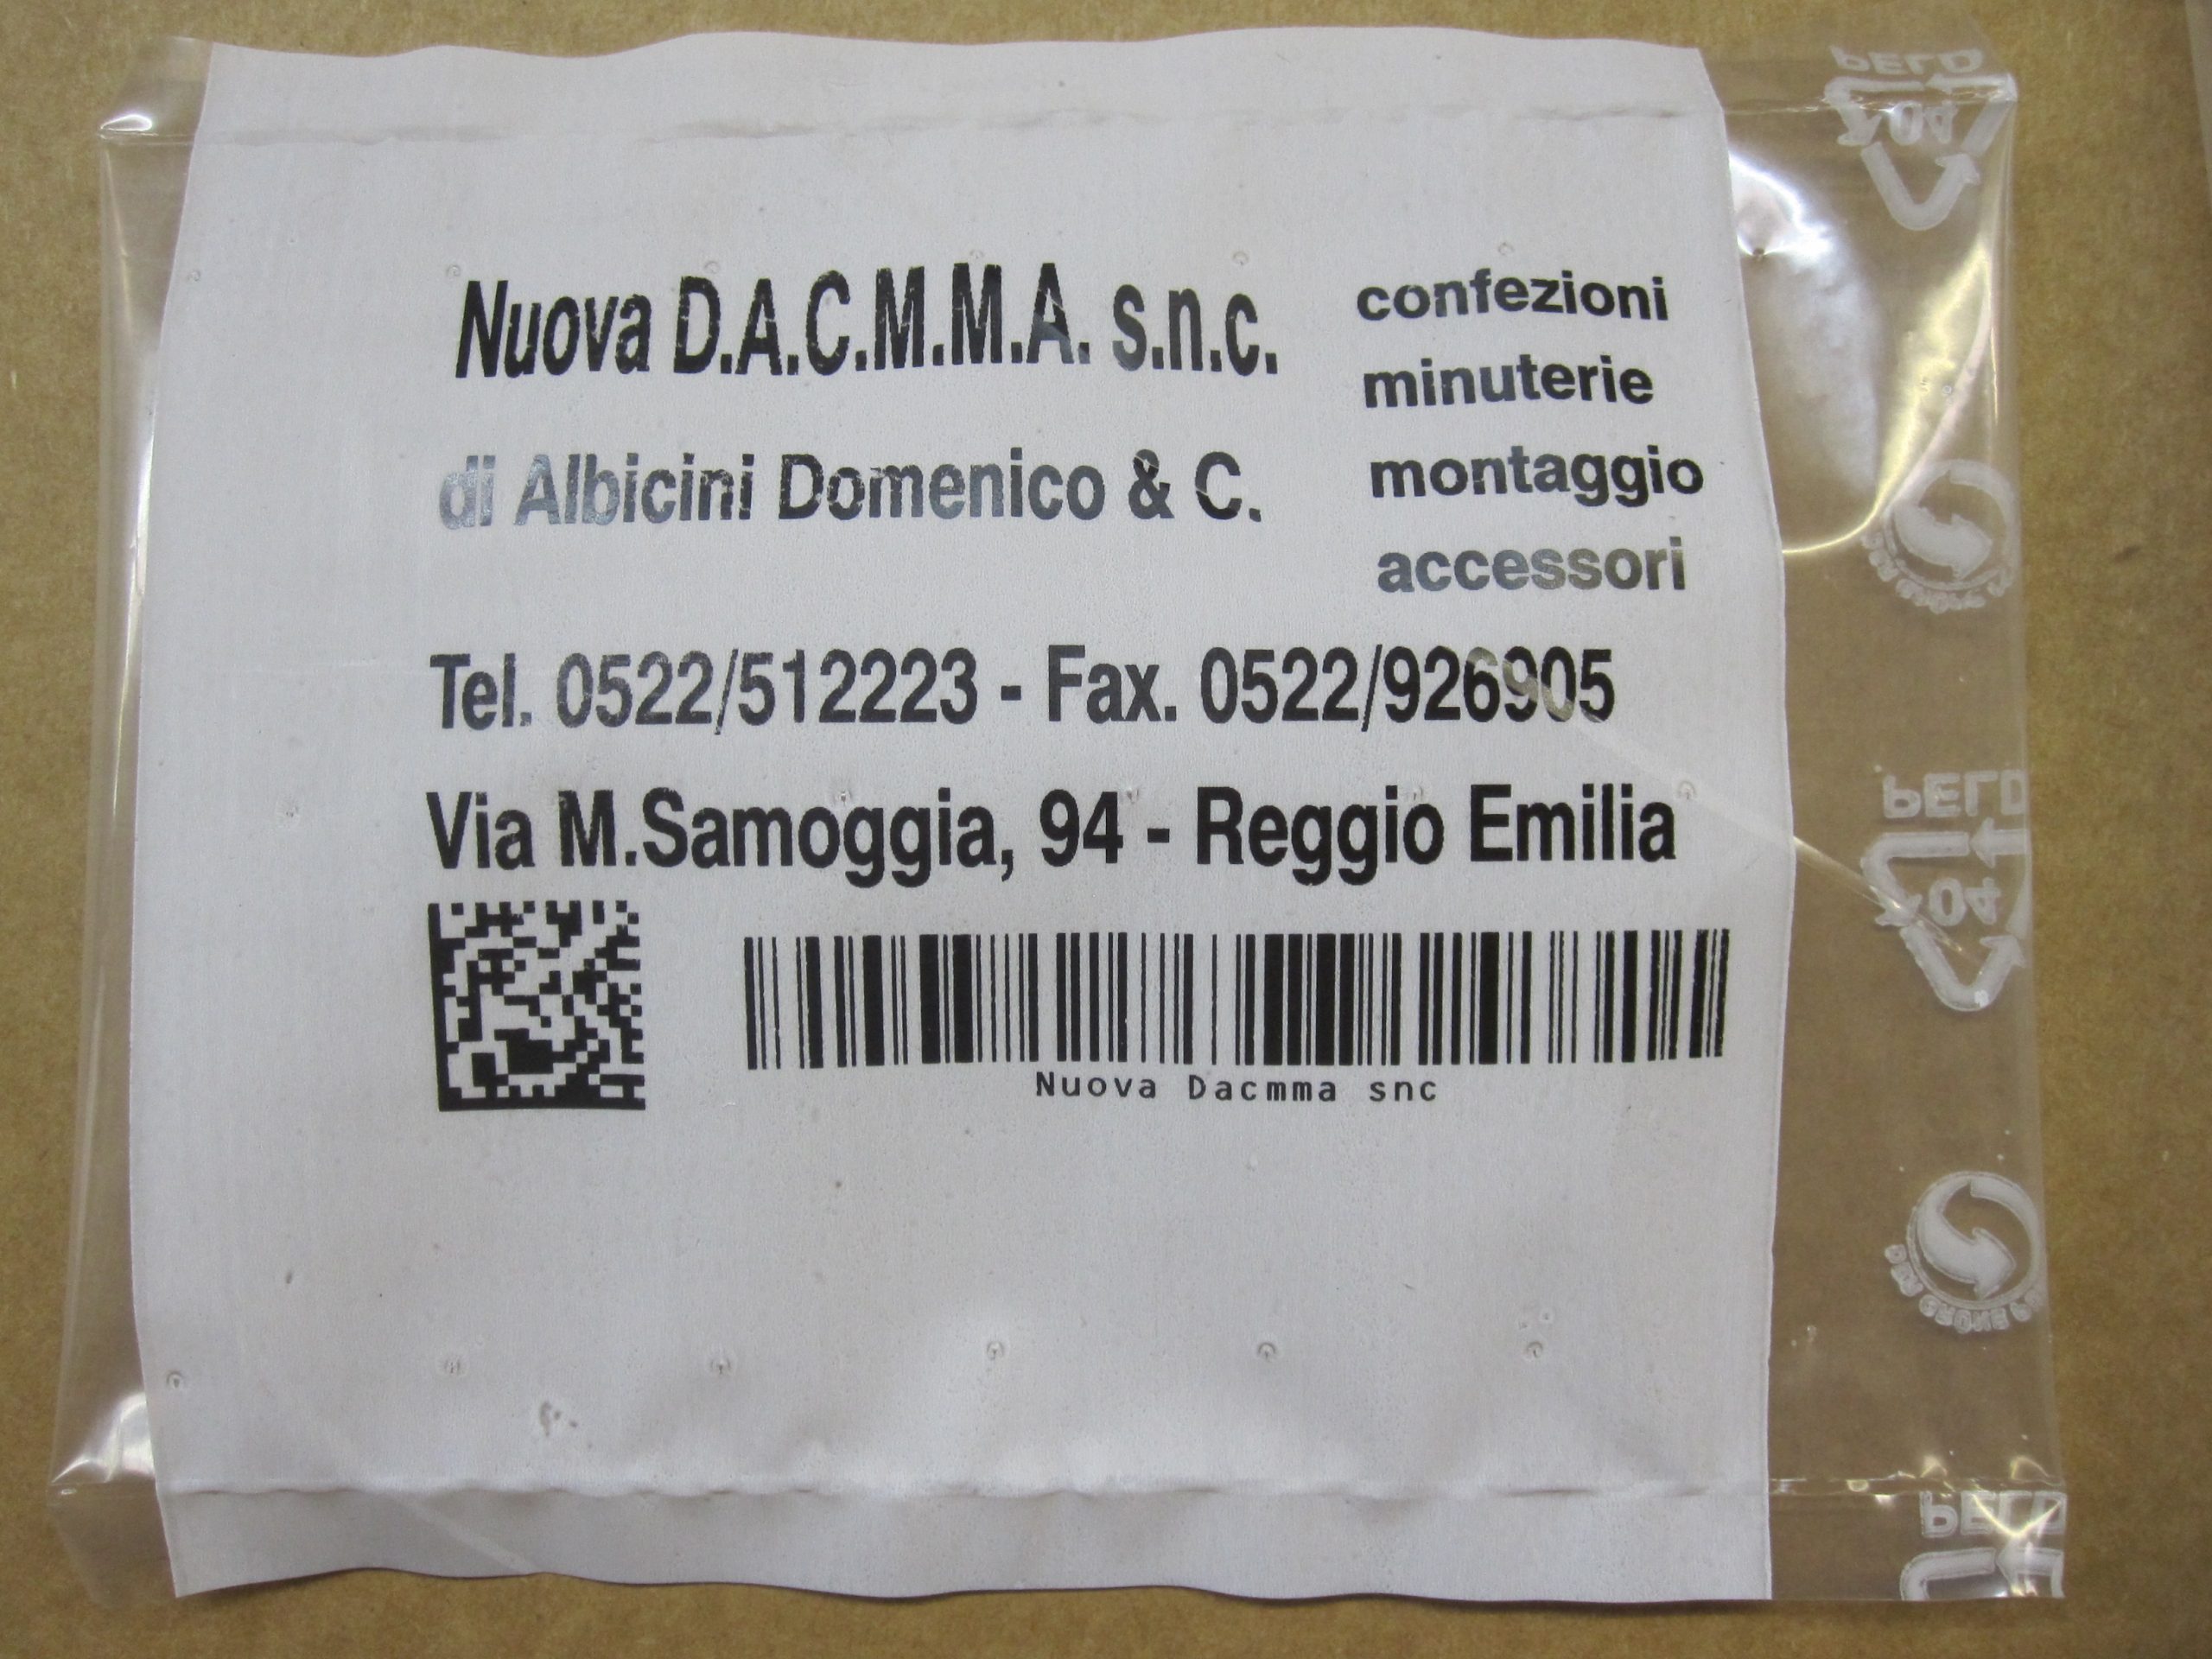 Nuova D.A.C.M.M.A. s.n.c.
di Albicini Domenico & C.
confezioni
minuterie
montaggio
accessori
Tel. 0522/512223 - Fax. 0522/926905
Via M.Samoggia, 94 - Reggio Emilia
Nuova Dacmma snc
PELD
04
PELD
04
PELD